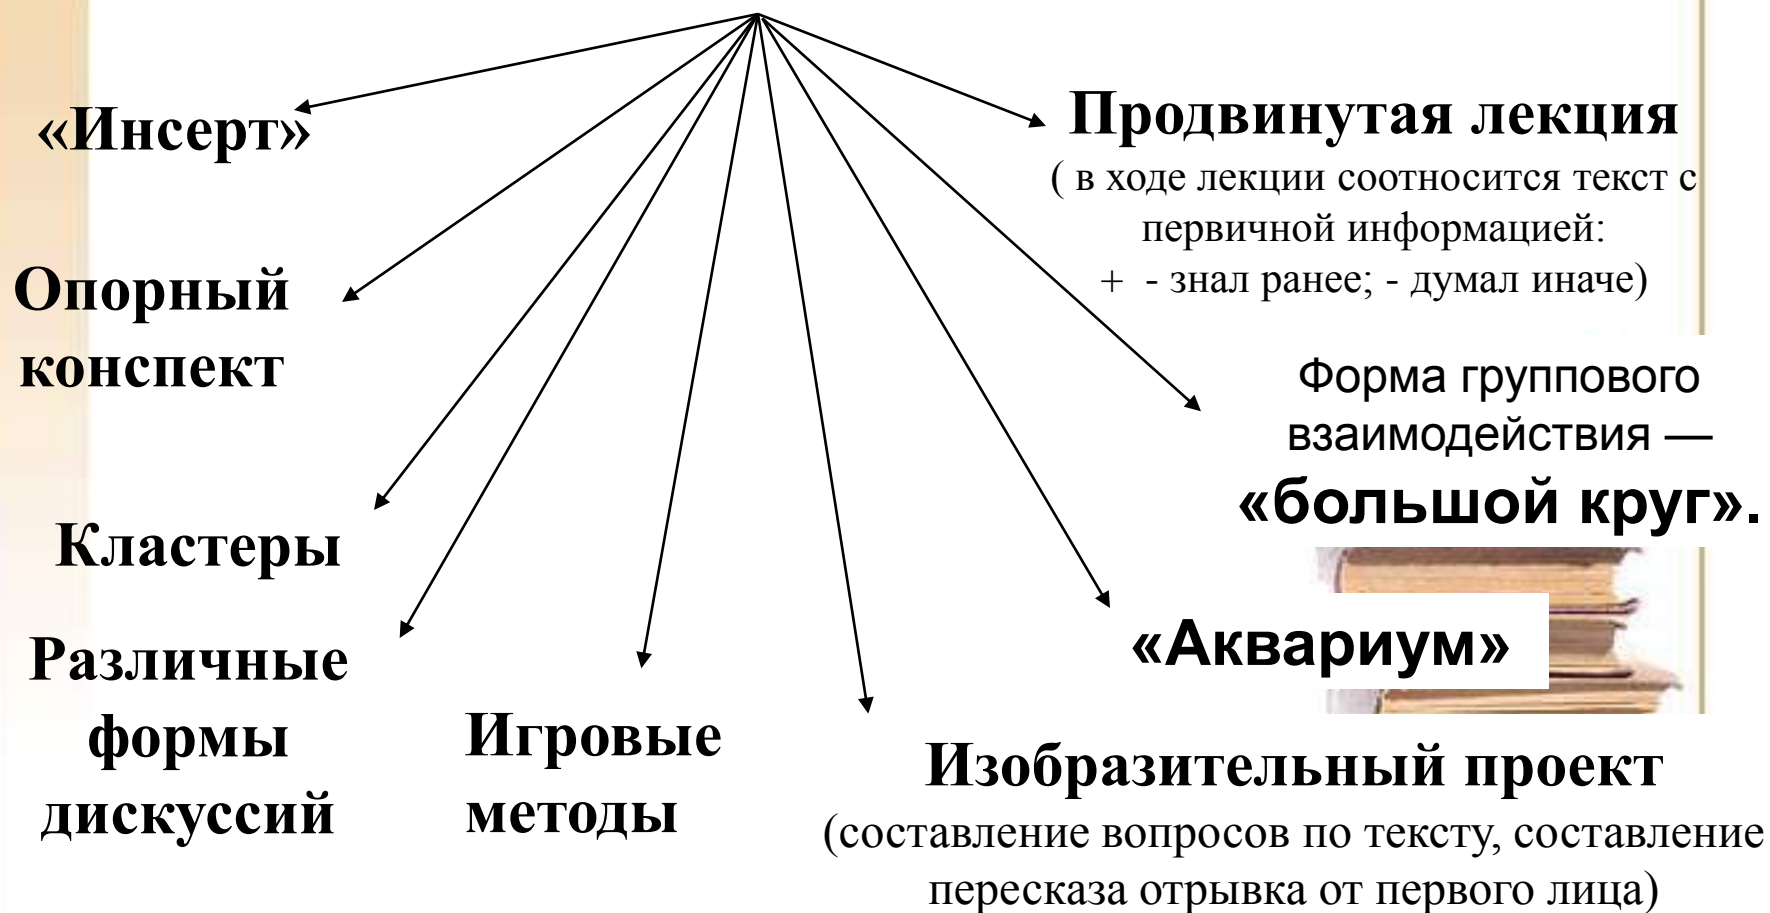 «Инсерт»
Опорный
конспект
Кластеры
Различные
формы
дискуссий
Игровые
методы
Продвинутая лекция
( в ходе лекции соотносится текст с
первичной информацией:
+ - знал ранее; - думал иначе)
Форма группового
взаимодействия —
«большой круг».
«Аквариум»
Изобразительный проект
(составление вопросов по тексту, составление
пересказа отрывка от первого лица)